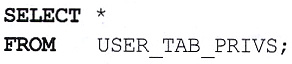 SELECT *
FROM USER_TAB_PRIVS;